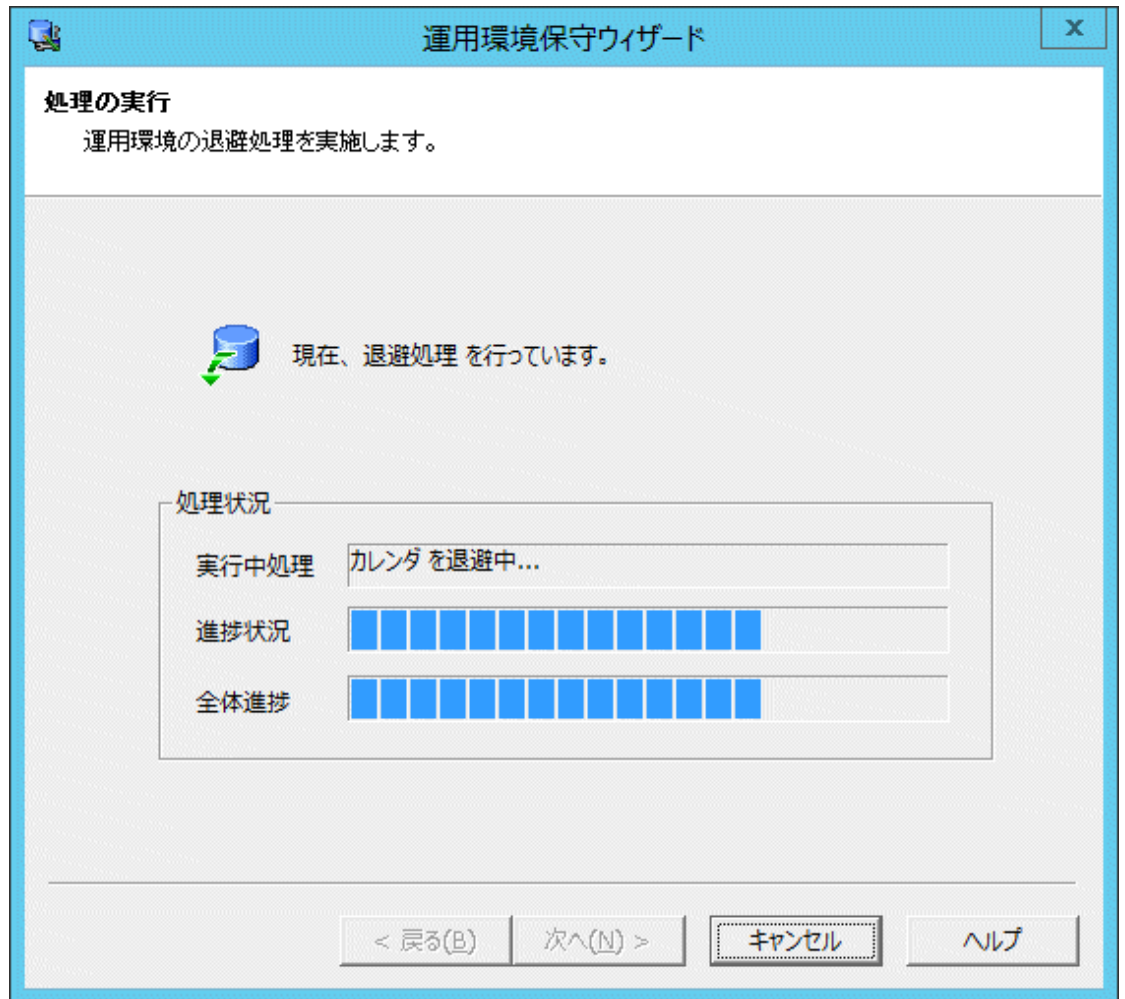 運用環境保守ウィザード
x
処理の実行
運用環境の退避処理を実施します。
現在、退避処理 を行っています。
処理状況
実行中処理 カレンダ を退避中...
進捗状況
全体進捗
< 戻る(B) 次へ(N) > キャンセル ヘルプ